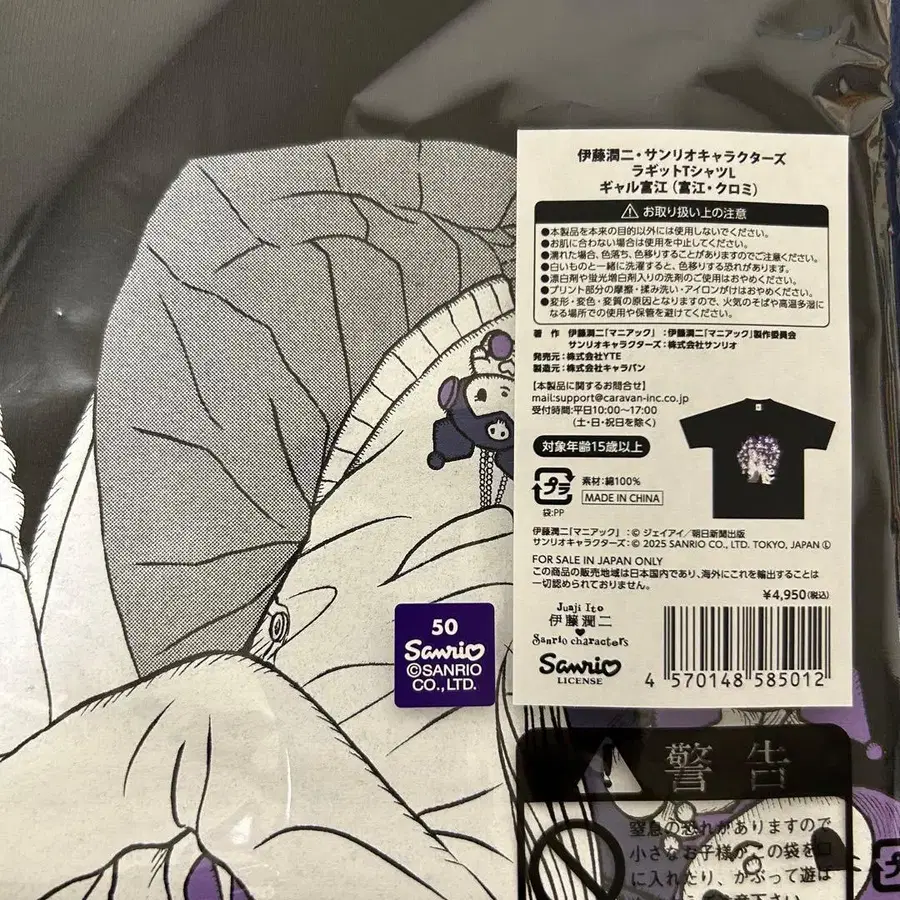 伊藤潤二・サンリオキャラクターズ
ラギットTシャツL
ギャル富江（富江・クロミ）
お取り扱い上の注意
●本製品を本来の目的以外には使用しないでください。
●お肌に合わない場合は使用を中止してください。
●濡れた場合、色落ち、色移りすることがありますのでご注意ください。
●白いものと一緒に洗濯すると、色移りする恐れがあります。
●漂白剤や蛍光増白剤入りの洗剤のご使用はおやめください。
●プリント部分の摩擦・揉み洗い・アイロンがけはおやめください。
●変形・変色・変質の原因となりますので、火気のそばや高温多湿に
なる場所での使用や保管を避けてください。
著　作　伊藤潤二『マニアック』：伊藤潤二『マニアック』製作委員会
サンリオキャラクターズ：株式会社サンリオ
発売元：株式会社YTE
製造元：株式会社キャラバン
【本製品に関するお問合せ】
mail:support@caravan-inc.co.jp
受付時間:平日10:00～17:00
(土・日・祝日を除く)
対象年齢15歳以上
プラ
袋:PP
素材：綿100%
MADE IN CHINA
伊藤潤二『マニアック』：© ジェイアイ／朝日新聞出版
サンリオキャラクターズ：© 2025 SANRIO CO., LTD. TOKYO, JAPAN Ⓛ
FOR SALE IN JAPAN ONLY
この商品の販売地域は日本国内であり、海外にこれを輸出することは
一切認められておりません。
¥4,950(税込)
Junji Ito
伊藤潤二
Sanrio characters
Sanrio
LICENSE
4 570148 585012
50
Sanrio
©SANRIO
CO.,LTD.
警告
窒息の恐れがありますので
小さなお子様がこの袋を口
に入れたり、かぶって遊ば
プ